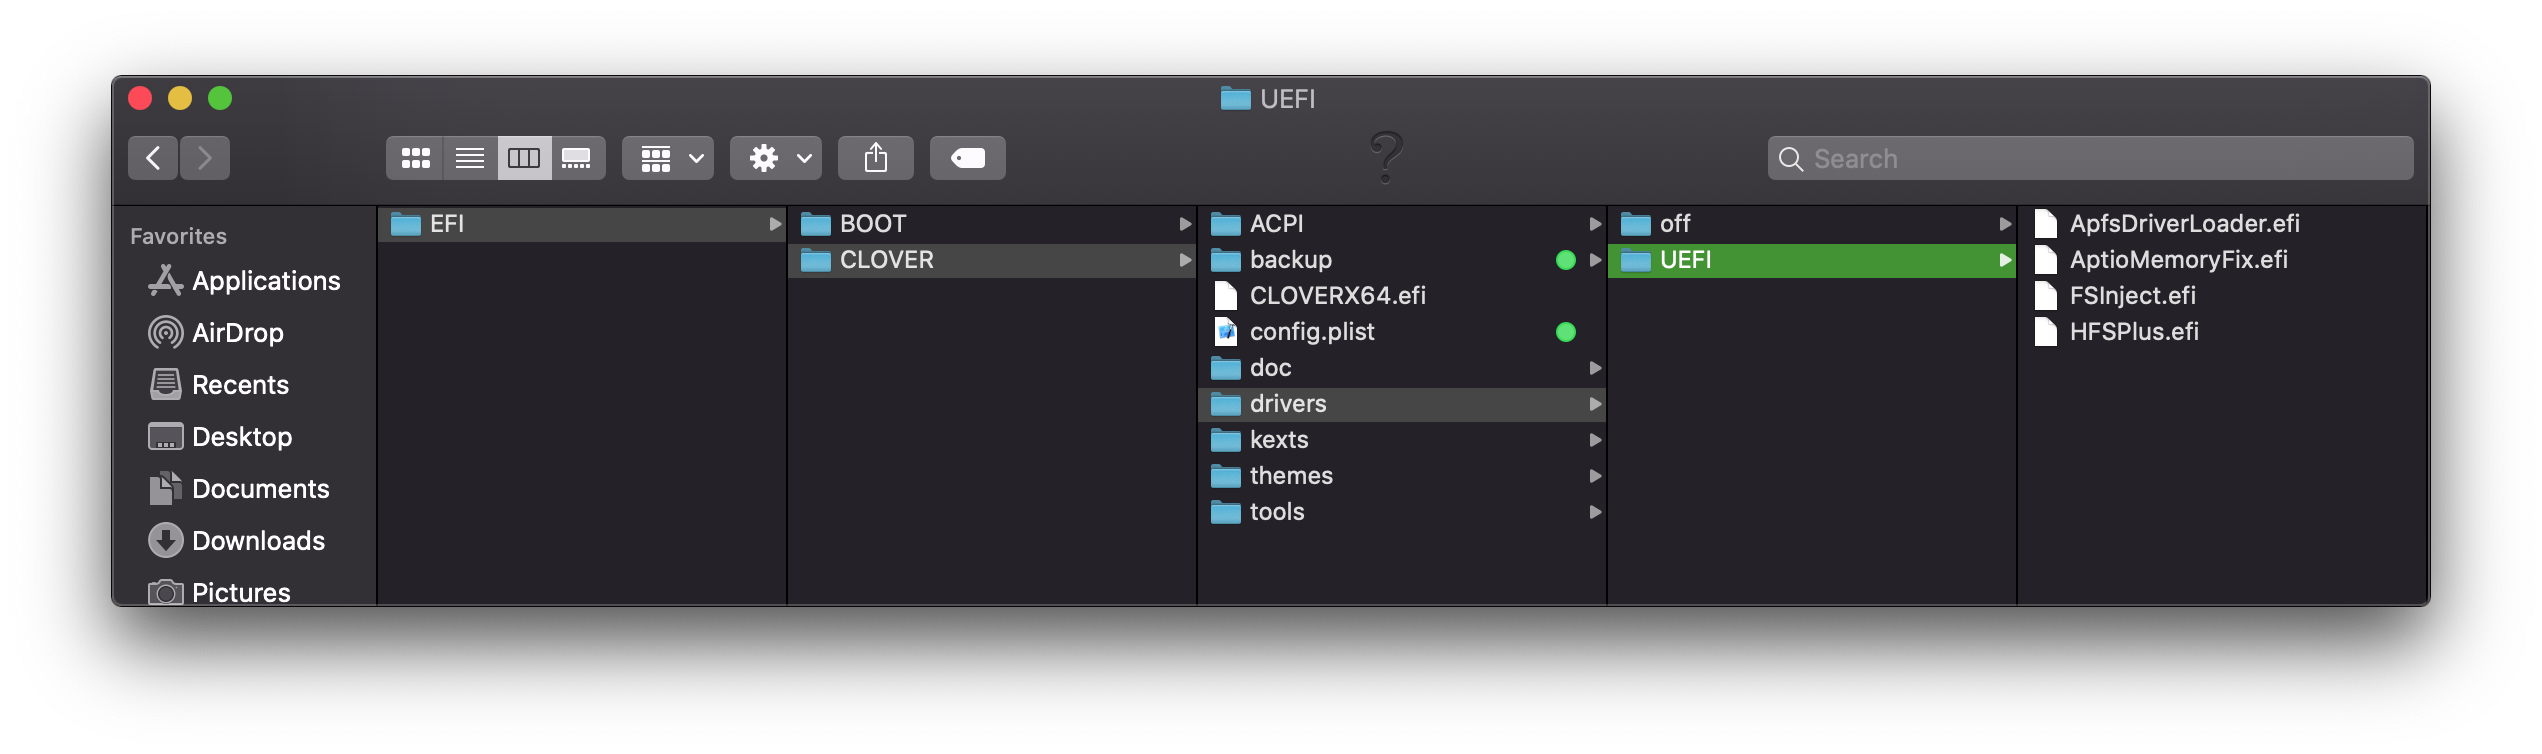 UEFI
?
Search
Favorites
Applications
AirDrop
Recents
Desktop
Documents
Downloads
Pictures
EFI
BOOT
CLOVER
ACPI
backup
CLOVERX64.efi
config.plist
doc
drivers
kexts
themes
tools
off
UEFI
ApfsDriverLoader.efi
AptioMemoryFix.efi
FSInject.efi
HFSPlus.efi